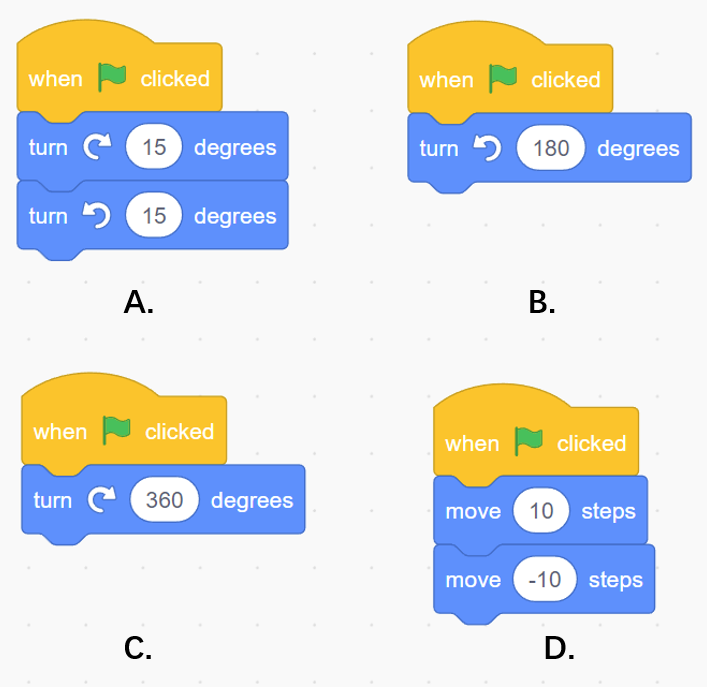 when clicked
turn 15 degrees
turn 15 degrees
A.
when clicked
turn 180 degrees
B.
when clicked
turn 360 degrees
C.
when clicked
move 10 steps
move -10 steps
D.